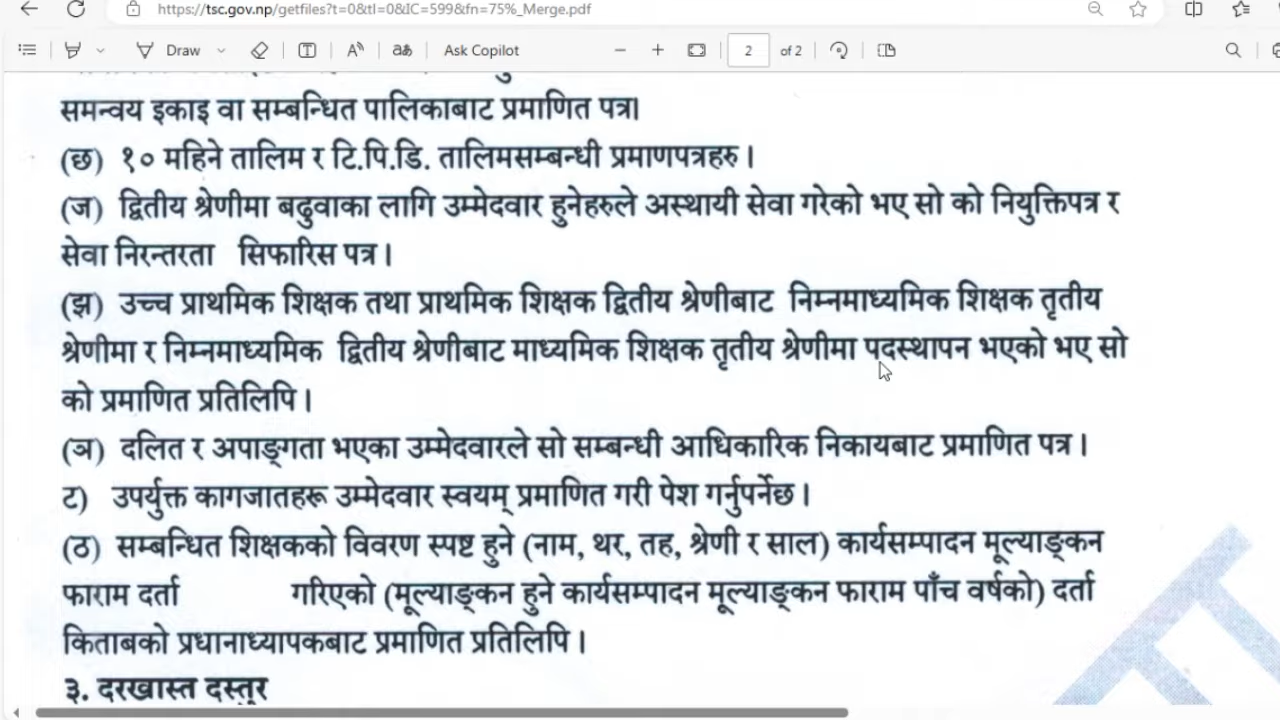 https://tsc.gov.np/getfiles?t=0&tl=0&IC=599&fn=75%_Merge.pdf
Draw
Ask Copilot
2 of 2
समन्वय इकाइ वा सम्बन्धित पालिकाबाट प्रमाणित पत्र।
(छ) १० महिने तालिम र टि.पि.डि. तालिमसम्बन्धी प्रमाणपत्रहरु ।
(ज) द्वितीय श्रेणीमा बढुवाका लागि उम्मेदवार हुनेहरुले अस्थायी सेवा गरेको भए सो को नियुक्तिपत्र र
सेवा निरन्तरता सिफारिस पत्र ।
(झ) उच्च प्राथमिक शिक्षक तथा प्राथमिक शिक्षक द्वितीय श्रेणीबाट निम्नमाध्यमिक शिक्षक तृतीय
श्रेणीमा र निम्नमाध्यमिक द्वितीय श्रेणीबाट माध्यमिक शिक्षक तृतीय श्रेणीमा पदस्थापन भएको भए सो
को प्रमाणित प्रतिलिपि ।
(ञ) दलित र अपाङ्गता भएका उम्मेदवारले सो सम्बन्धी आधिकारिक निकायबाट प्रमाणित पत्र ।
ट) उपर्युक्त कागजातहरू उम्मेदवार स्वयम् प्रमाणित गरी पेश गर्नुपर्नेछ ।
(ठ) सम्बन्धित शिक्षकको विवरण स्पष्ट हुने (नाम, थर, तह, श्रेणी र साल) कार्यसम्पादन मूल्याङ्कन
फाराम दर्ता गरिएको (मूल्याङ्कन हुने कार्यसम्पादन मूल्याङ्कन फाराम पाँच वर्षको) दर्ता
किताबको प्रधानाध्यापकबाट प्रमाणित प्रतिलिपि ।
३. दरखास्त दस्तुर